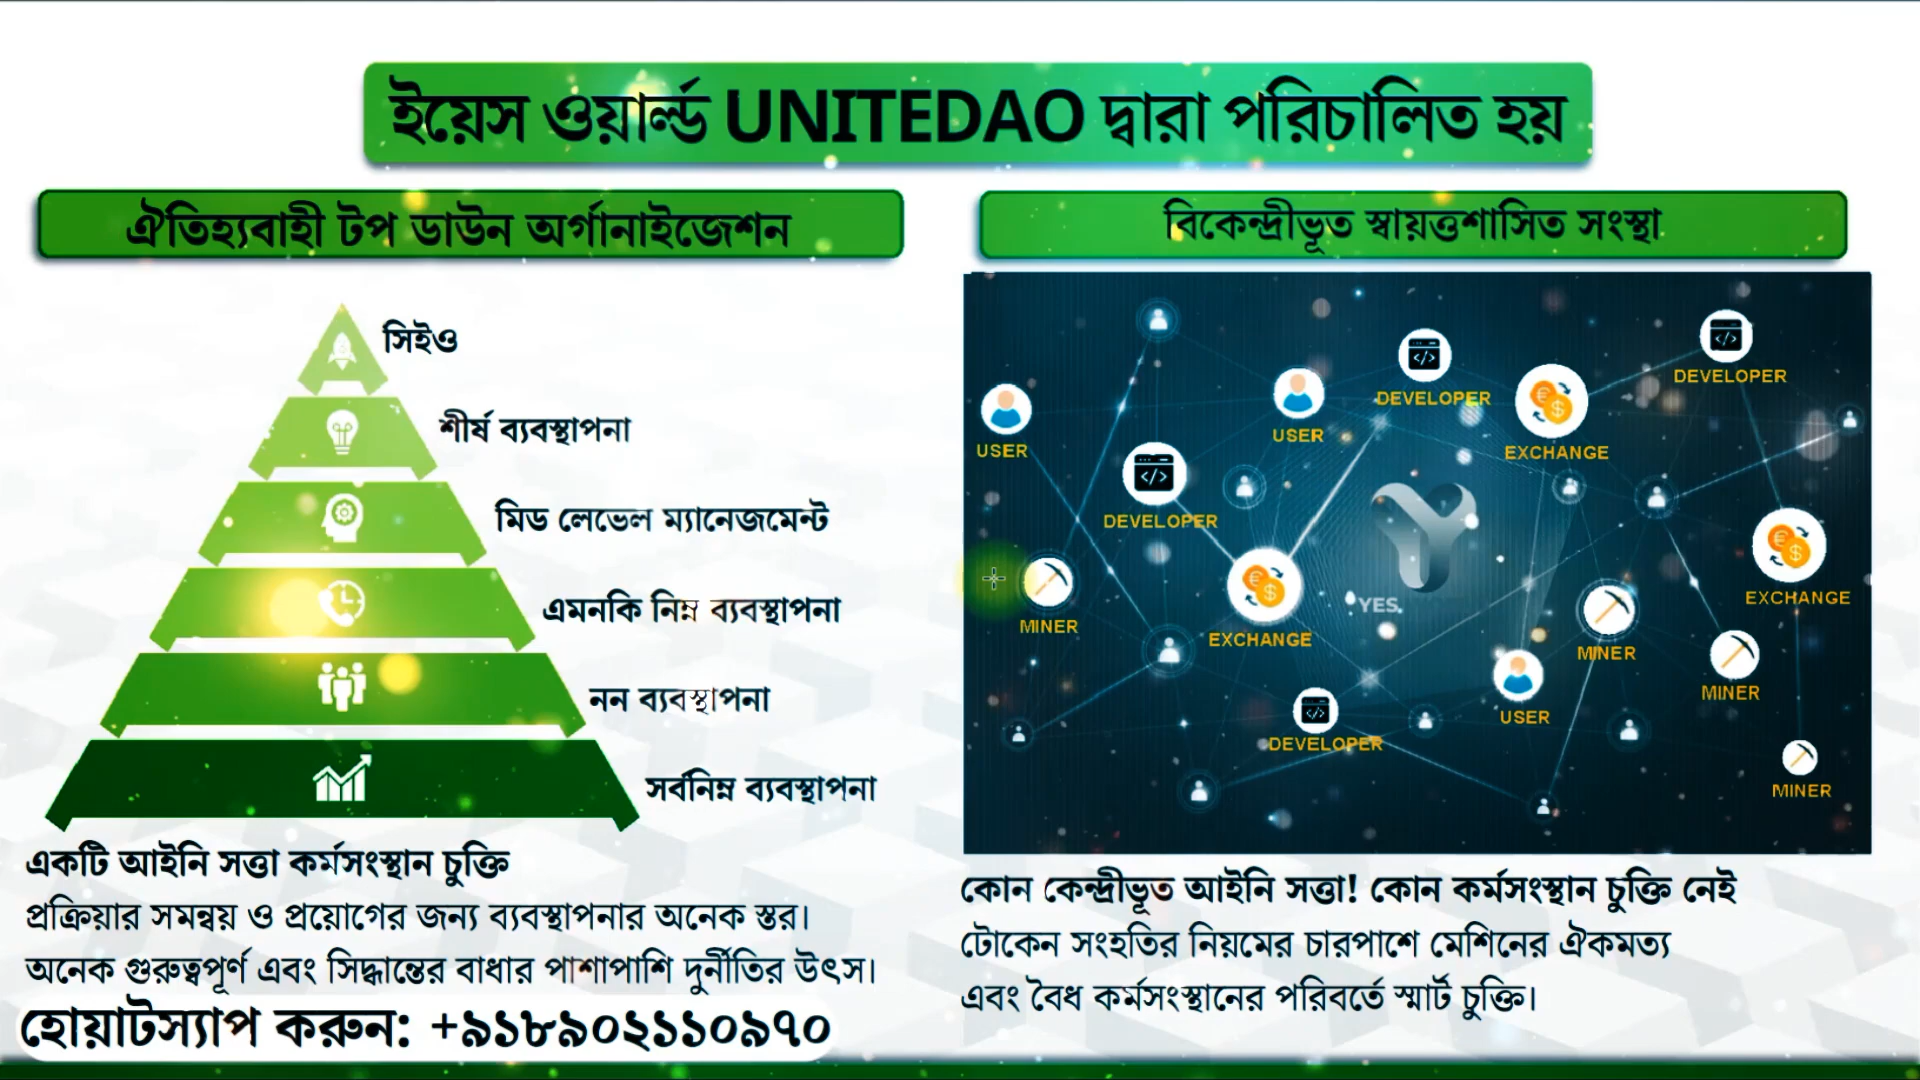 ইয়েস ওয়ার্ল্ড UNITEDAO দ্বারা পরিচালিত হয়
ঐতিহ্যবাহী টপ ডাউন অর্গানাইজেশন
সিইও
শীর্ষ ব্যবস্থাপনা
মিড লেভেল ম্যানেজমেন্ট
এমনকি নিম্ন ব্যবস্থাপনা
নন ব্যবস্থাপনা
সর্বনিম্ন ব্যবস্থাপনা
একটি আইনি সত্তা কর্মসংস্থান চুক্তি
প্রক্রিয়ার সমন্বয় ও প্রয়োগের জন্য ব্যবস্থাপনার অনেক স্তর।
অনেক গুরুত্বপূর্ণ এবং সিদ্ধান্তের বাধার পাশাপাশি দুর্নীতির উৎস।
হোয়াটস্যাপ করুন: +৯১৮৯০২১১০৯৭০
বিকেন্দ্রীভূত স্বায়ত্তশাসিত সংস্থা
DEVELOPER
DEVELOPER
USER
USER
EXCHANGE
DEVELOPER
EXCHANGE
YES
MINER
EXCHANGE
MINER
MINER
USER
DEVELOPER
MINER
কোন কেন্দ্রীভূত আইনি সত্তা! কোন কর্মসংস্থান চুক্তি নেই
টোকেন সংহতির নিয়মের চারপাশে মেশিনের ঐকমত্য
এবং বৈধ কর্মসংস্থানের পরিবর্তে স্মার্ট চুক্তি।